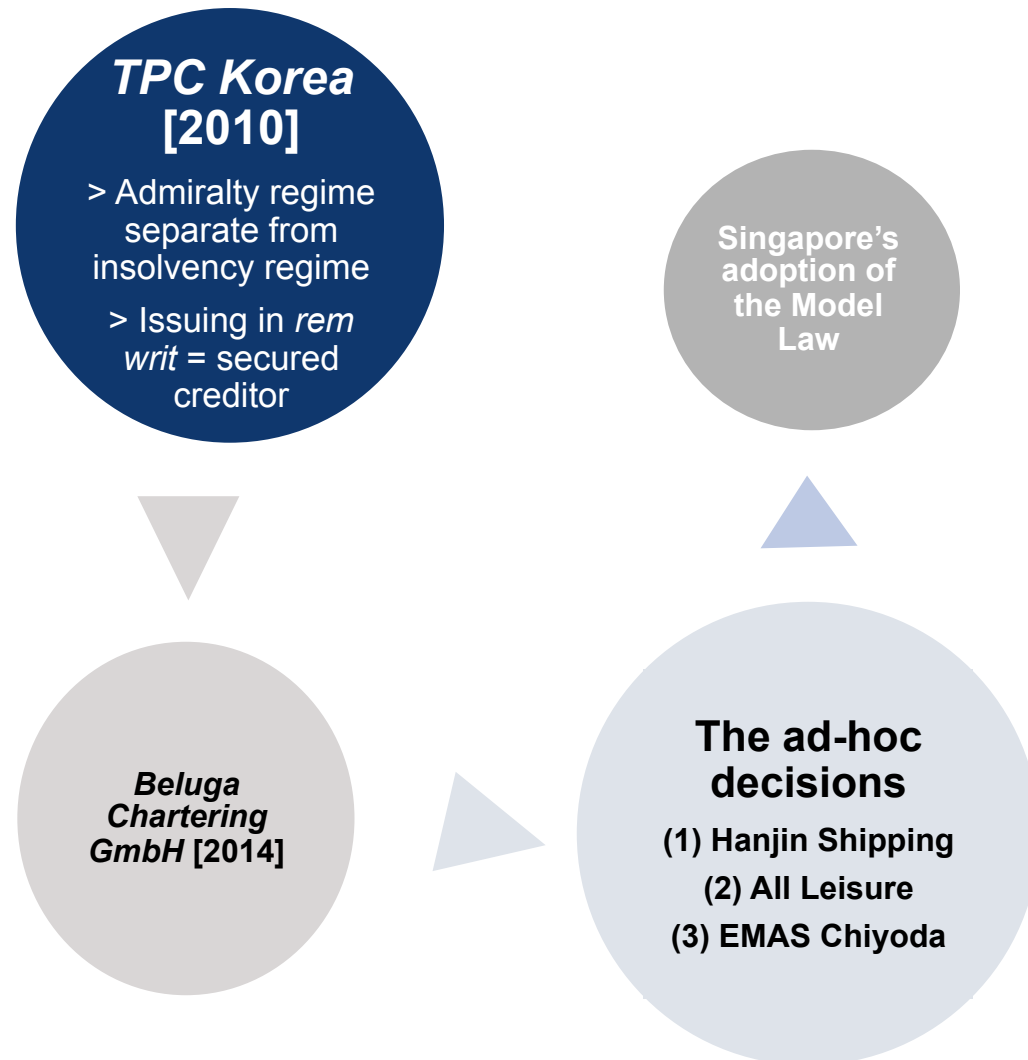 TPC Korea
[2010]
> Admiralty regime
separate from
insolvency regime
> Issuing in rem
writ = secured
creditor
Beluga
Chartering
GmbH [2014]
The ad-hoc
decisions
(1) Hanjin Shipping
(2) All Leisure
(3) EMAS Chiyoda
Singapore's
adoption of
the Model
Law